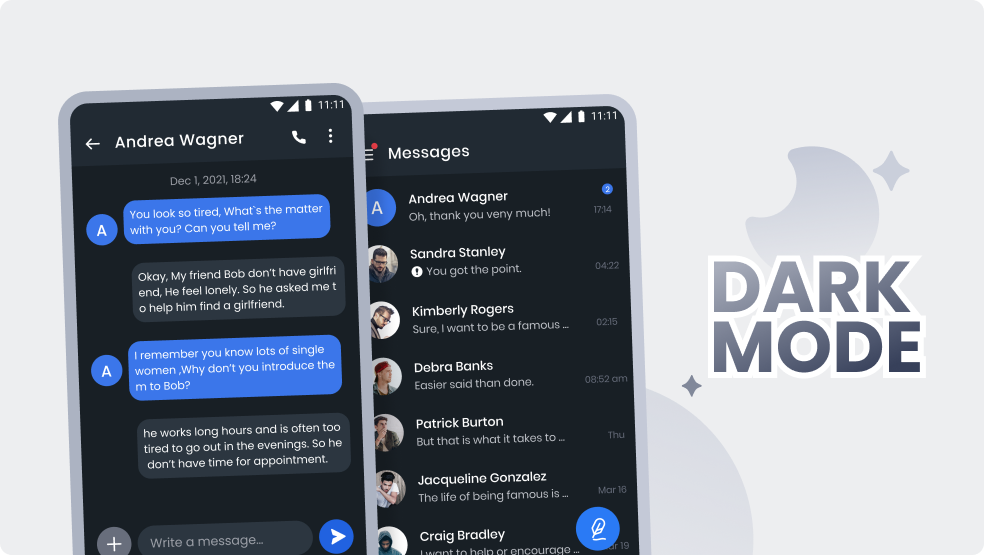 11:11
Andrea Wagner
Dec 1, 2021, 18:24
A
You look so tired, What`s the matter
with you? Can you tell me?
Okay, My friend Bob don’t have girlfri
end, He feel lonely. So he asked me t
o help him find a girlfriend.
A
I remember you know lots of single
women ,Why don’t you introduce the
m to Bob?
he works long hours and is often too
tired to go out in the evenings. So he
don’t have time for appointment.
Write a message...
11:11
Messages
A
Andrea Wagner
2
Oh, thank you veny much!
17:14
Sandra Stanley
You got the point.
04:22
Kimberly Rogers
Sure, I want to be a famous ...
02:15
Debra Banks
Easier said than done.
08:52 am
Patrick Burton
But that is what it takes to ...
Thu
Jacqueline Gonzalez
The life of being famous is ...
Mar 16
Craig Bradley
I want to help or encourage ...
19
DARK
MODE